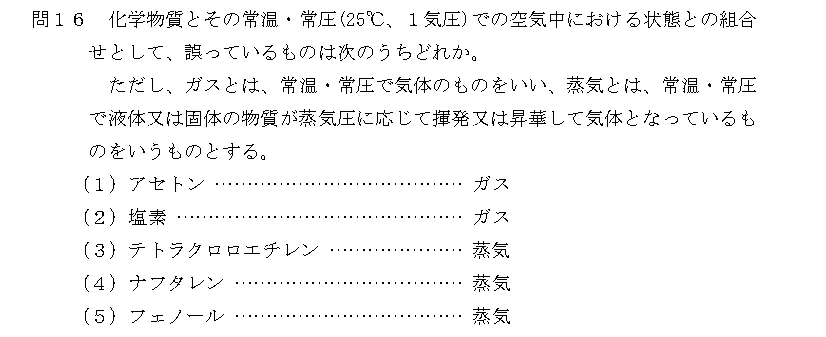 問16 化学物質とその常温・常圧(25℃、1気圧)での空気中における状態との組合
せとして、誤っているものは次のうちどれか。
ただし、ガスとは、常温・常圧で気体のものをいい、蒸気とは、常温・常圧
で液体又は固体の物質が蒸気圧に応じて揮発又は昇華して気体となっているも
のをいうものとする。
(1)アセトン ………………………………… ガス
(2)塩素 ……………………………………… ガス
(3)テトラクロロエチレン ………………… 蒸気
(4)ナフタレン ……………………………… 蒸気
(5)フェノール ……………………………… 蒸気